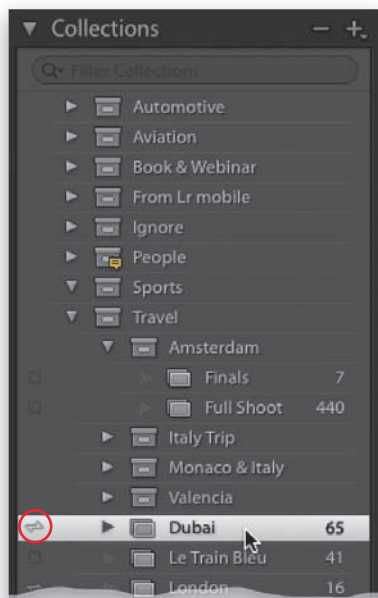 Collections
Filter Collections
Automotive
Aviation
Book & Webinar
From Lr mobile
Ignore
People
Sports
Travel
Amsterdam
Finals 7
Full Shoot 440
Italy Trip
Monaco & Italy
Valencia
Dubai 65
Le Train Bleu 41
London 16